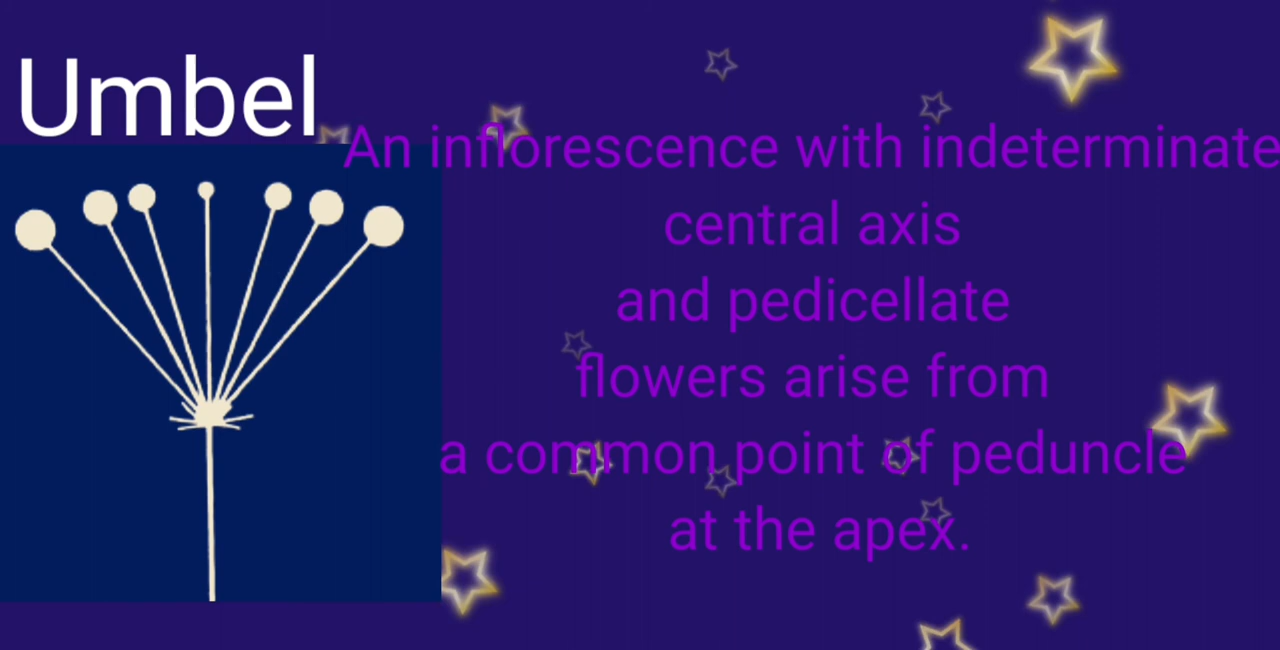 Umbel
An inflorescence with indeterminate
central axis
and pedicellate
flowers arise from
a common point of peduncle
at the apex.